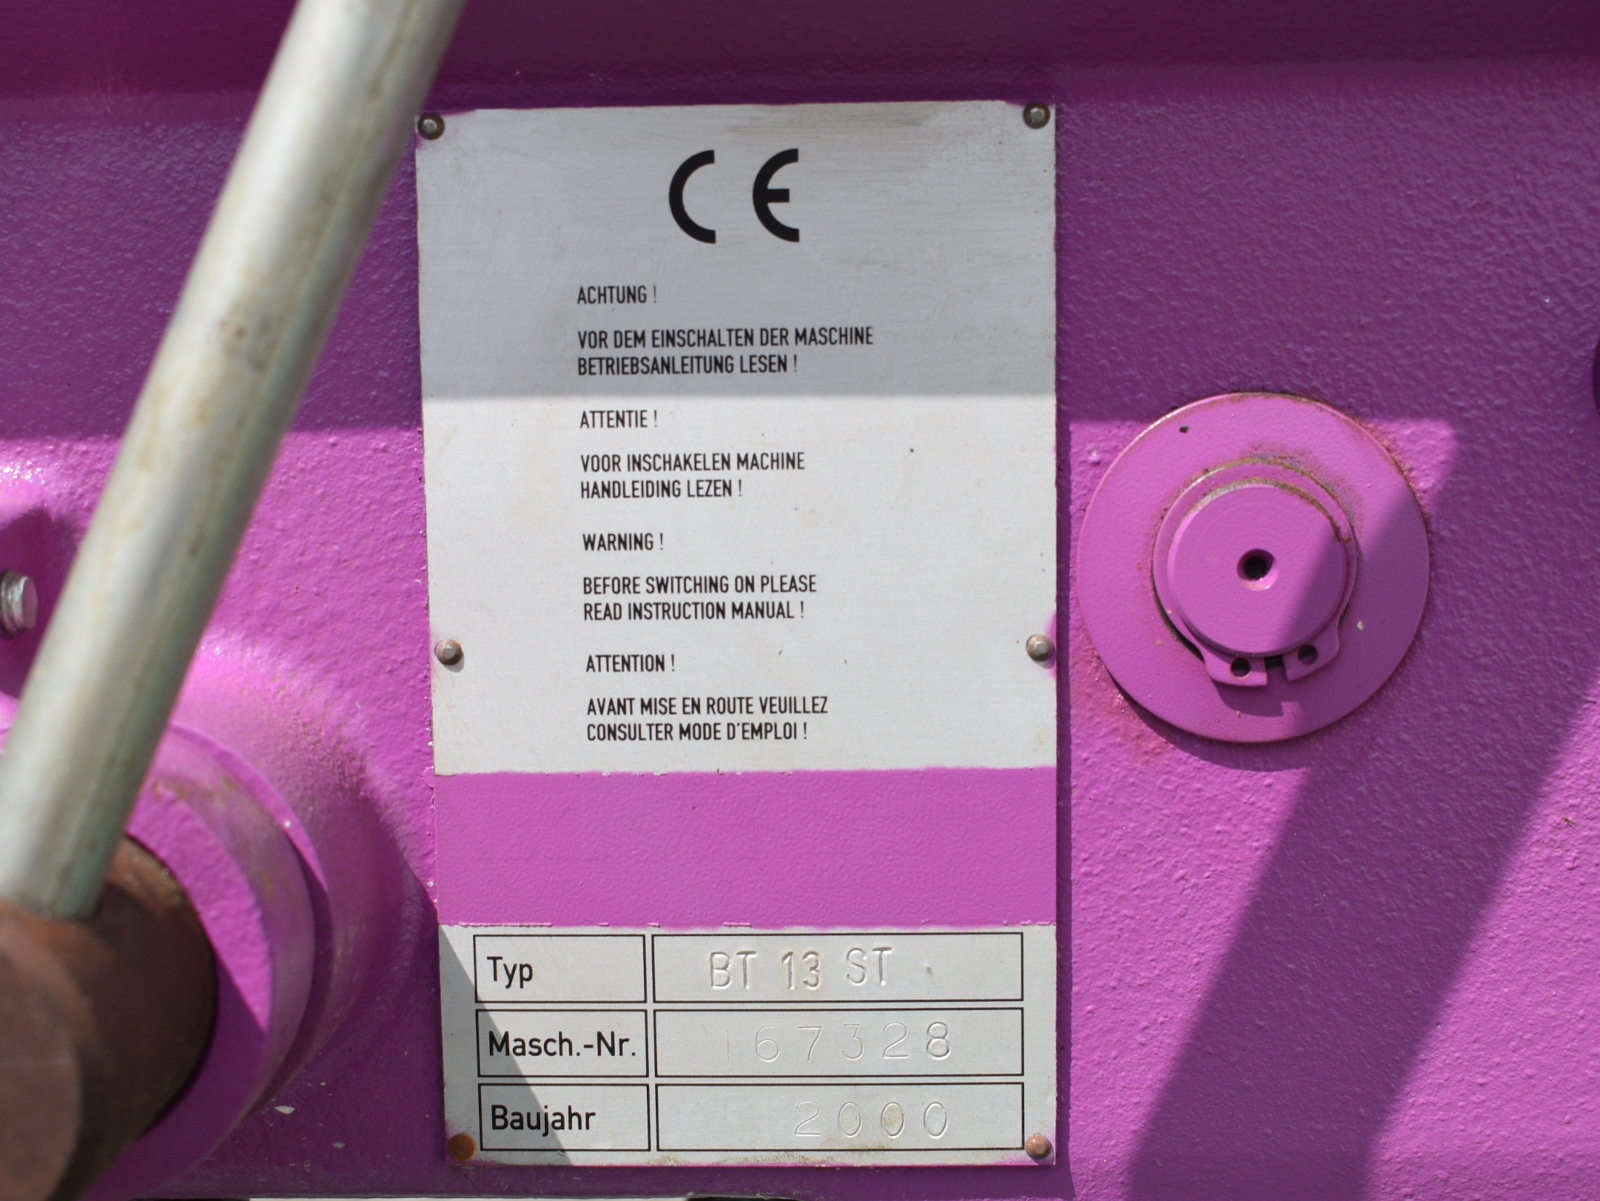 CE
ACHTUNG !
VOR DEM EINSCHALTEN DER MASCHINE
BETRIEBSANLEITUNG LESEN !
ATTENTIE !
VOOR INSCHAKELEN MACHINE
HANDLEIDING LEZEN !
WARNING !
BEFORE SWITCHING ON PLEASE
READ INSTRUCTION MANUAL !
ATTENTION !
AVANT MISE EN ROUTE VEUILLEZ
CONSULTER MODE D'EMPLOI !
Typ BT 13 ST
Masch.-Nr. 167328
Baujahr 2000